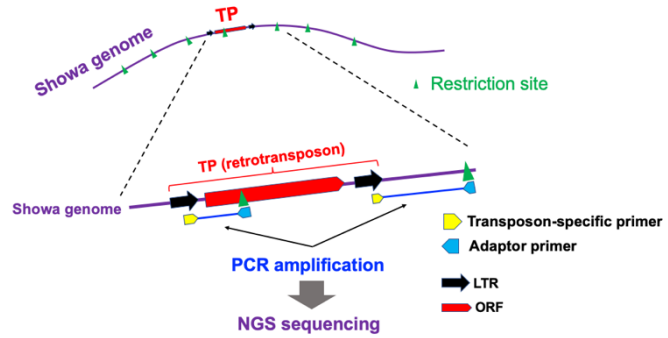 TP
Showa genome
Restriction site
TP (retrotransposon)
Showa genome
Transposon-specific primer
Adaptor primer
PCR amplification
LTR
ORF
NGS sequencing